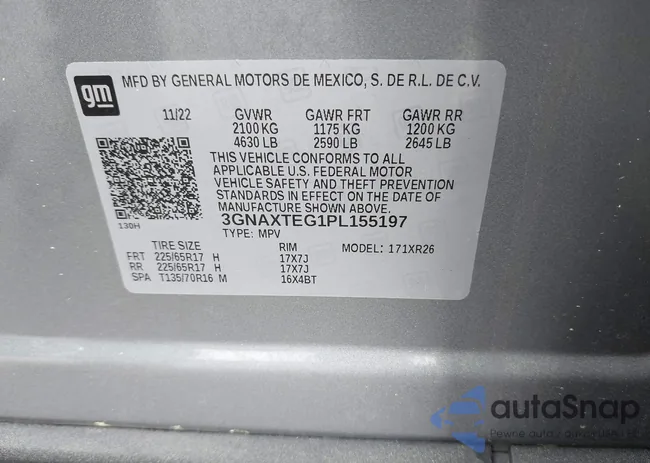 gm
MFD BY GENERAL MOTORS DE MEXICO, S. DE R.L. DE C.V.
11/22 GVWR GAWR FRT GAWR RR
2100 KG 1175 KG 1200 KG
4630 LB 2590 LB 2645 LB
THIS VEHICLE CONFORMS TO ALL
APPLICABLE U.S. FEDERAL MOTOR
VEHICLE SAFETY AND THEFT PREVENTION
STANDARDS IN EFFECT ON THE DATE OF
MANUFACTURE SHOWN ABOVE.
130H
3GNAXTEG1PL155197
TYPE: MPV
TIRE SIZE RIM MODEL: 171XR26
FRT 225/65R17 H 17X7J
RR 225/65R17 H 17X7J
SPA T135/70R16 M 16X4BT
autaSnap
Pewne auta z